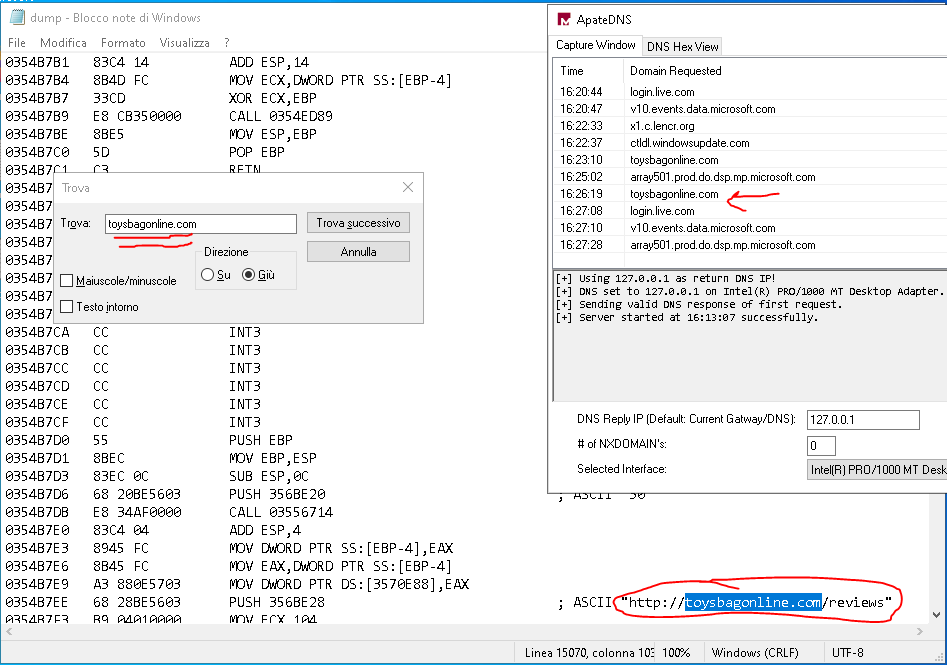 dump - Blocco note di Windows
File Modifica Formato Visualizza ?
0354B7B1 83C4 14 ADD ESP,14
0354B7B4 8B4D FC MOV ECX,DWORD PTR SS:[EBP-4]
0354B7B7 33CD XOR ECX,EBP
0354B7B9 E8 CB350000 CALL 0354ED89
0354B7BE 8BE5 MOV ESP,EBP
0354B7C0 5D POP EBP
0354B7C1 C3 RETN
Trova
Trova: toysbagonline.com
Trova successivo
Annulla
Direzione
Su Giù
Maiuscole/minuscole
Testo intorno
0354B7CA CC INT3
0354B7CB CC INT3
0354B7CC CC INT3
0354B7CD CC INT3
0354B7CE CC INT3
0354B7CF CC INT3
0354B7D0 55 PUSH EBP
0354B7D1 8BEC MOV EBP,ESP
0354B7D3 83EC 0C SUB ESP,0C
0354B7D6 68 20BE5603 PUSH 356BE20 ; ASCII "50"
0354B7DB E8 34AF0000 CALL 03556714
0354B7E0 83C4 04 ADD ESP,4
0354B7E3 8945 FC MOV DWORD PTR SS:[EBP-4],EAX
0354B7E6 8B45 FC MOV EAX,DWORD PTR SS:[EBP-4]
0354B7E9 A3 880E5703 MOV DWORD PTR DS:[3570E88],EAX
0354B7EE 68 28BE5603 PUSH 356BE28 ; ASCII "http://toysbagonline.com/reviews"
0354B7F3 B9 04010000 MOV ECX,104
Linea 15070, colonna 103 100% Windows (CRLF) UTF-8
ApateDNS
Capture Window DNS Hex View
Time Domain Requested
16:20:44 login.live.com
16:20:47 v10.events.data.microsoft.com
16:22:33 x1.c.lencr.org
16:22:37 ctldl.windowsupdate.com
16:23:10 toysbagonline.com
16:25:02 array501.prod.do.dsp.mp.microsoft.com
16:26:19 toysbagonline.com
16:27:08 login.live.com
16:27:10 v10.events.data.microsoft.com
16:27:28 array501.prod.do.dsp.mp.microsoft.com
[+] Using 127.0.0.1 as return DNS IP!
[+] DNS set to 127.0.0.1 on Intel(R) PRO/1000 MT Desktop Adapter.
[+] Sending valid DNS response of first request.
[+] Server started at 16:13:07 successfully.
DNS Reply IP (Default: Current Gatway/DNS): 127.0.0.1
# of NXDOMAIN's: 0
Selected Interface: Intel(R) PRO/1000 MT Desk